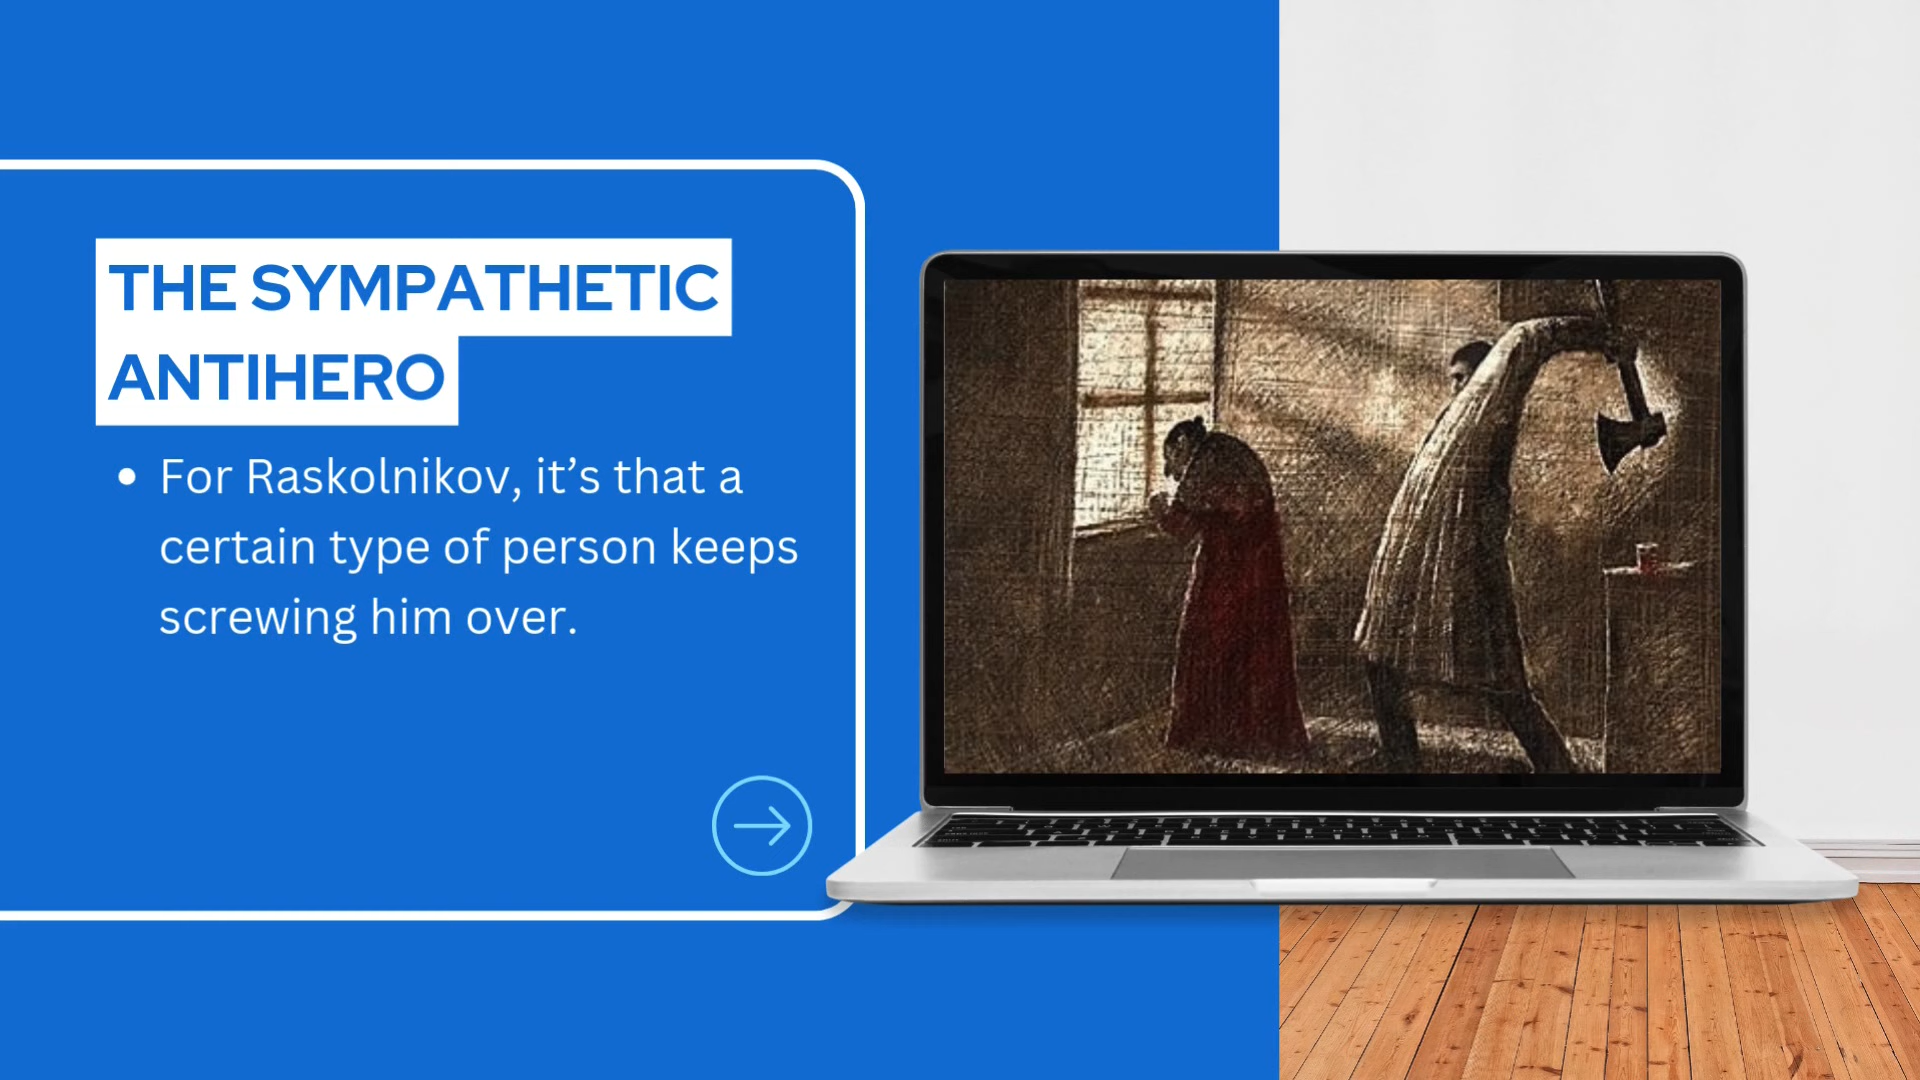 THE SYMPATHETIC
ANTIHERO
• For Raskolnikov, it’s that a
certain type of person keeps
screwing him over.